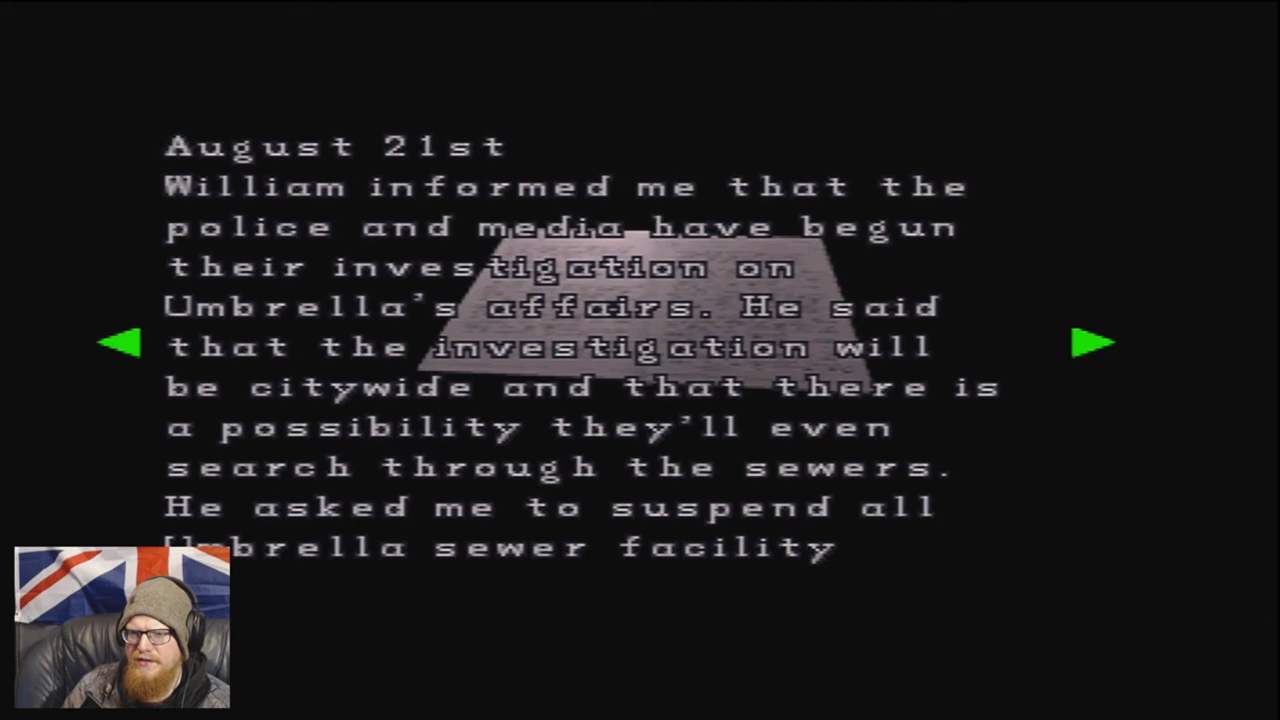 August 21st
William informed me that the
police and media have begun
their investigation on
Umbrella's affairs. He said
that the investigation will
be citywide and that there is
a possibility they'll even
search through the sewers.
He asked me to suspend all
Umbrella sewer facility